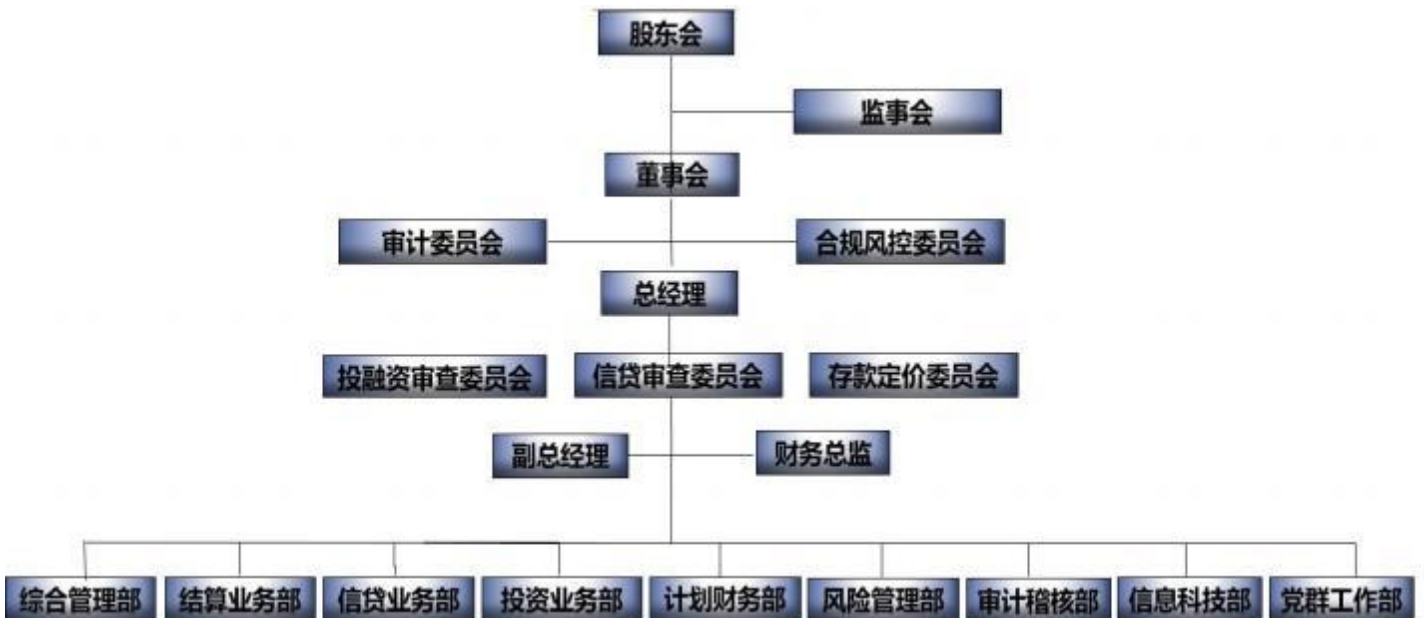 股东会
监事会
董事会
审计委员会
合规风控委员会
总经理
投融资审查委员会
信贷审查委员会
存款定价委员会
副总经理
财务总监
综合管理部
结算业务部
信贷业务部
投资业务部
计划财务部
风险管理部
审计稽核部
信息科技部
党群工作部